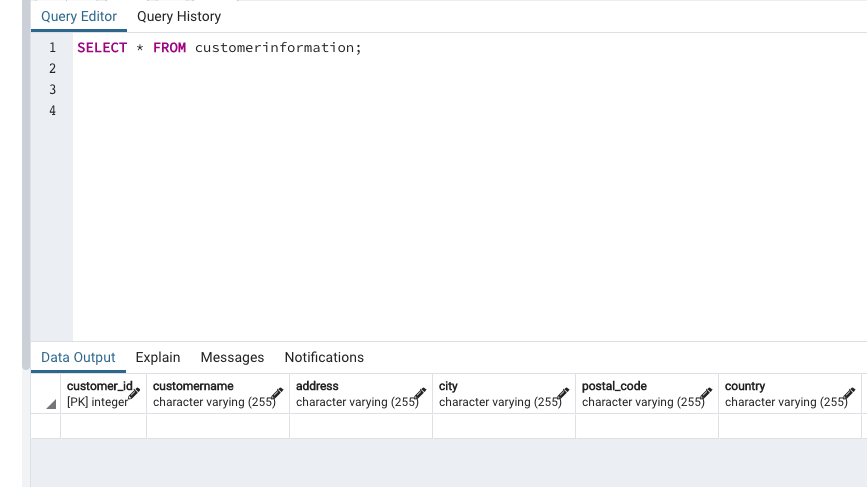 Query Editor Query History
1 SELECT * FROM customerinformation;
2
3
4
Data Output Explain Messages Notifications
customer_id customername address city postal_code country
[PK] integer character varying (255) character varying (255) character varying (255) character varying (255) character varying (255)